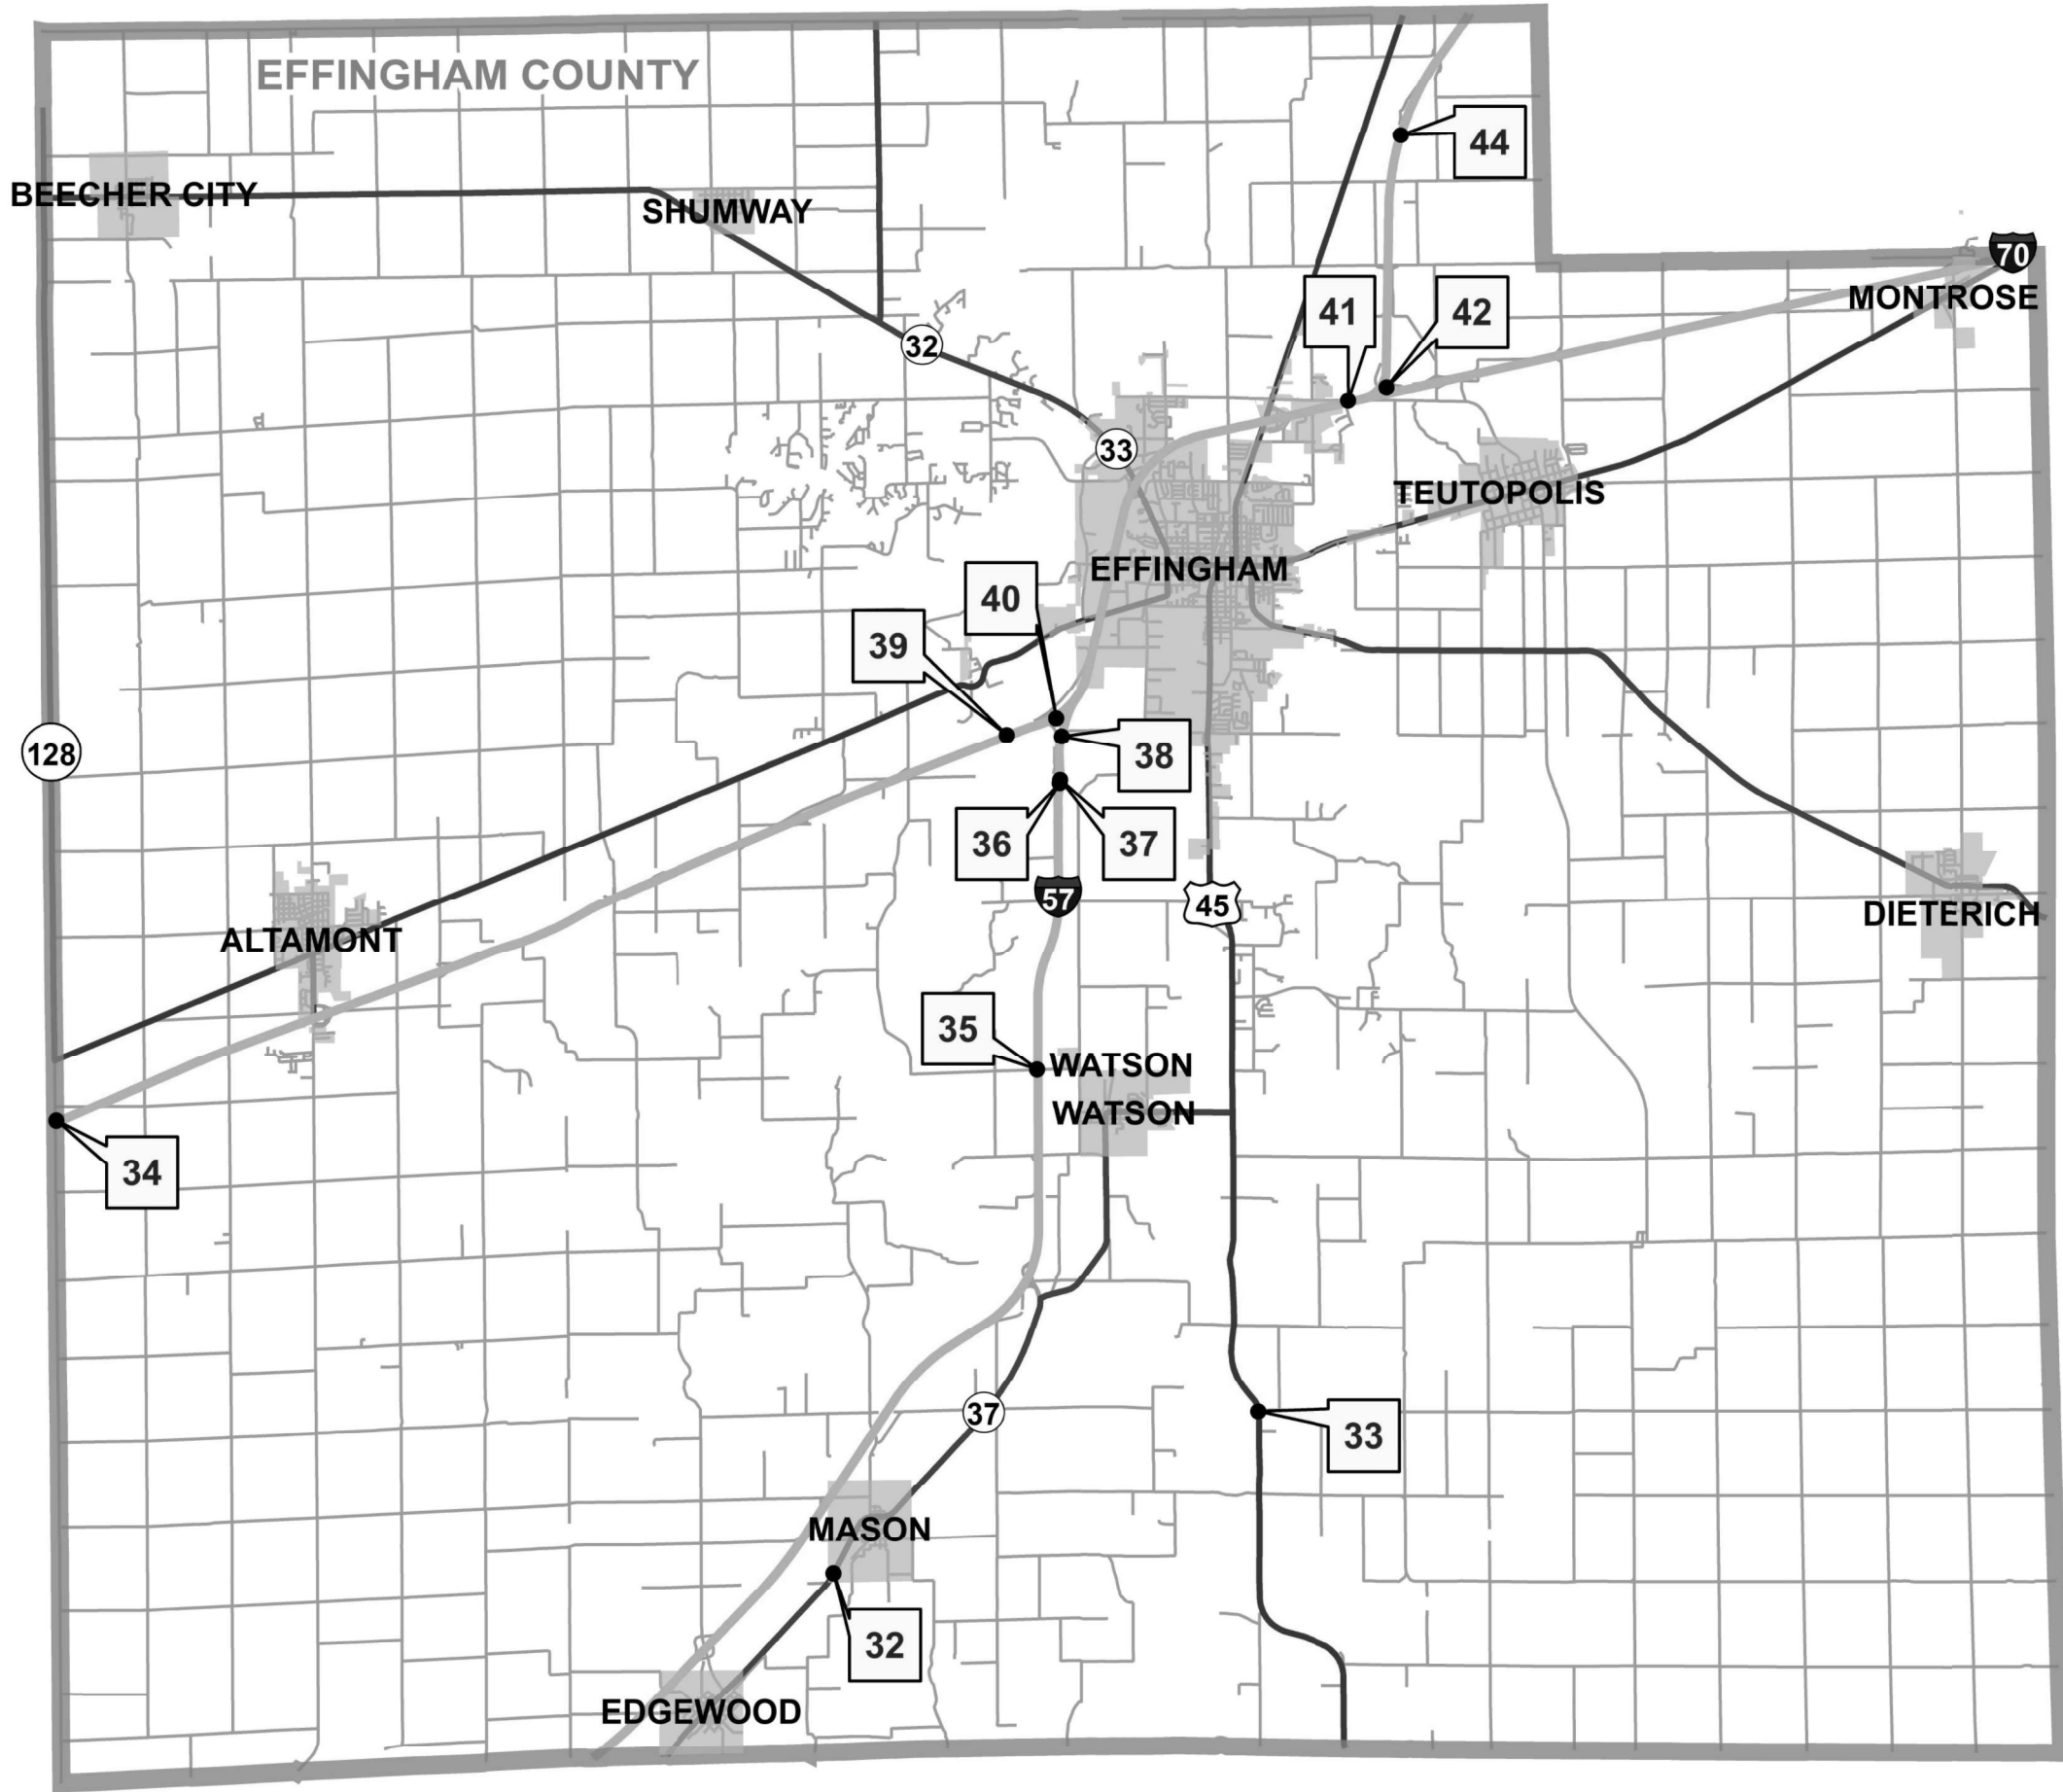 EFFINGHAM COUNTY
44
BEECHER CITY
SHUMWAY
70
MONTROSE
41
42
32
33
TEUTOPOLIS
EFFINGHAM
40
39
128
38
36
37
57
45
DIETERICH
ALTAMONT
35
WATSON
WATSON
34
37
33
MASON
32
EDGEWOOD